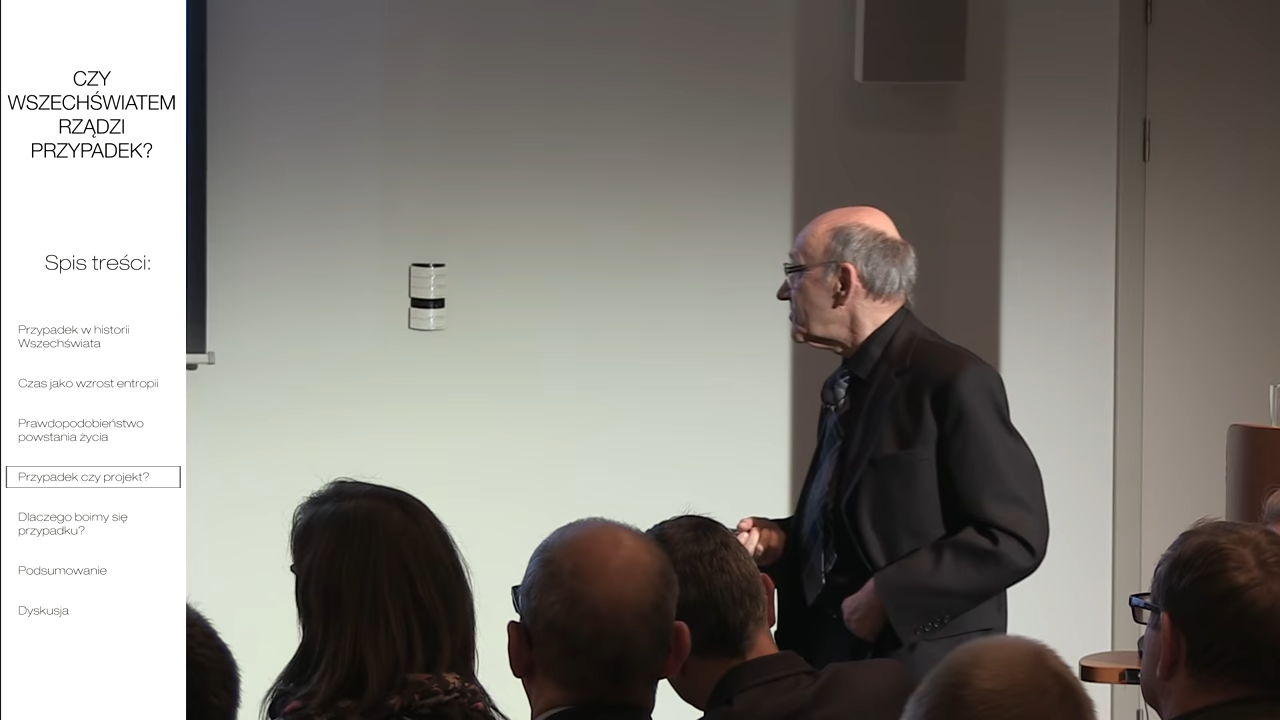 CZY
WSZECHŚWIATEM
RZĄDZI
PRZYPADEK?
Spis treści:
Przypadek w historii
Wszechświata
Czas jako wzrost entropii
Prawdopodobieństwo
powstania życia
Przypadek czy projekt?
Dlaczego boimy się
przypadku?
Podsumowanie
Dyskusja